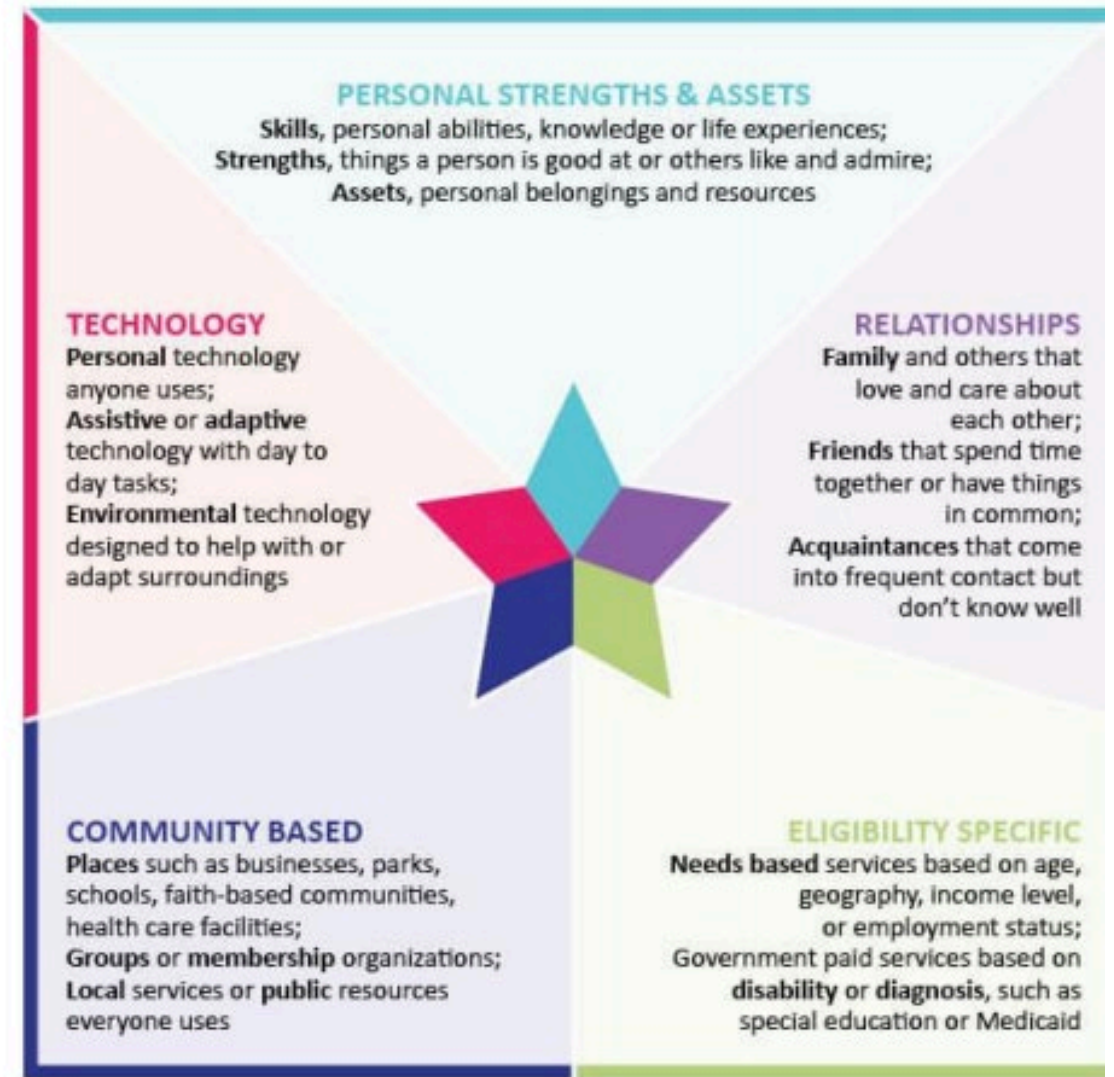 PERSONAL STRENGTHS & ASSETS
Skills, personal abilities, knowledge or life experiences;
Strengths, things a person is good at or others like and admire;
Assets, personal belongings and resources
TECHNOLOGY
Personal technology
anyone uses;
Assistive or adaptive
technology with day to
day tasks;
Environmental technology
designed to help with or
adapt surroundings
RELATIONSHIPS
Family and others that
love and care about
each other;
Friends that spend time
together or have things
in common;
Acquaintances that come
into frequent contact but
don't know well
COMMUNITY BASED
Places such as businesses, parks,
schools, faith-based communities,
health care facilities;
Groups or membership organizations;
Local services or public resources
everyone uses
ELIGIBILITY SPECIFIC
Needs based services based on age,
geography, income level,
or employment status;
Government paid services based on
disability or diagnosis, such as
special education or Medicaid